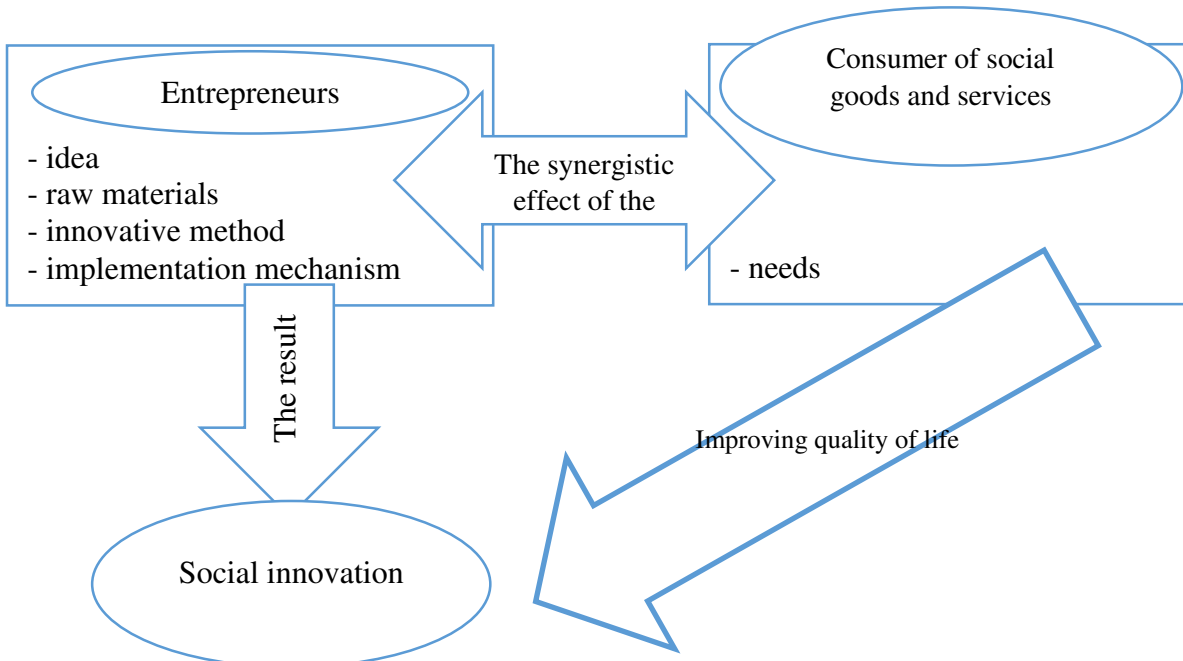 Entrepreneurs
- idea
- raw materials
- innovative method
- implementation mechanism
The synergistic
effect of the
Consumer of social
goods and services
- needs
The result
Improving quality of life
Social innovation